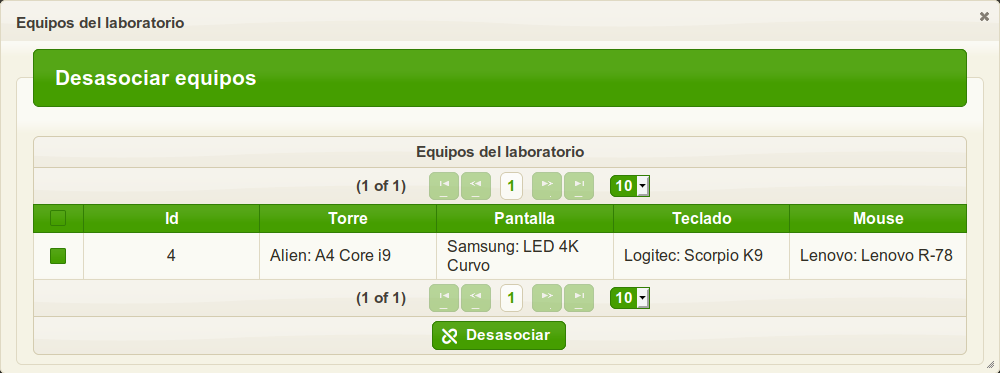 Equipos del laboratorio
Desasociar equipos
Equipos del laboratorio
(1 of 1) 1 10
Id Torre Pantalla Teclado Mouse
4 Alien: A4 Core i9 Samsung: LED 4K Curvo Logitec: Scorpio K9 Lenovo: Lenovo R-78
(1 of 1) 1 10
Desasociar